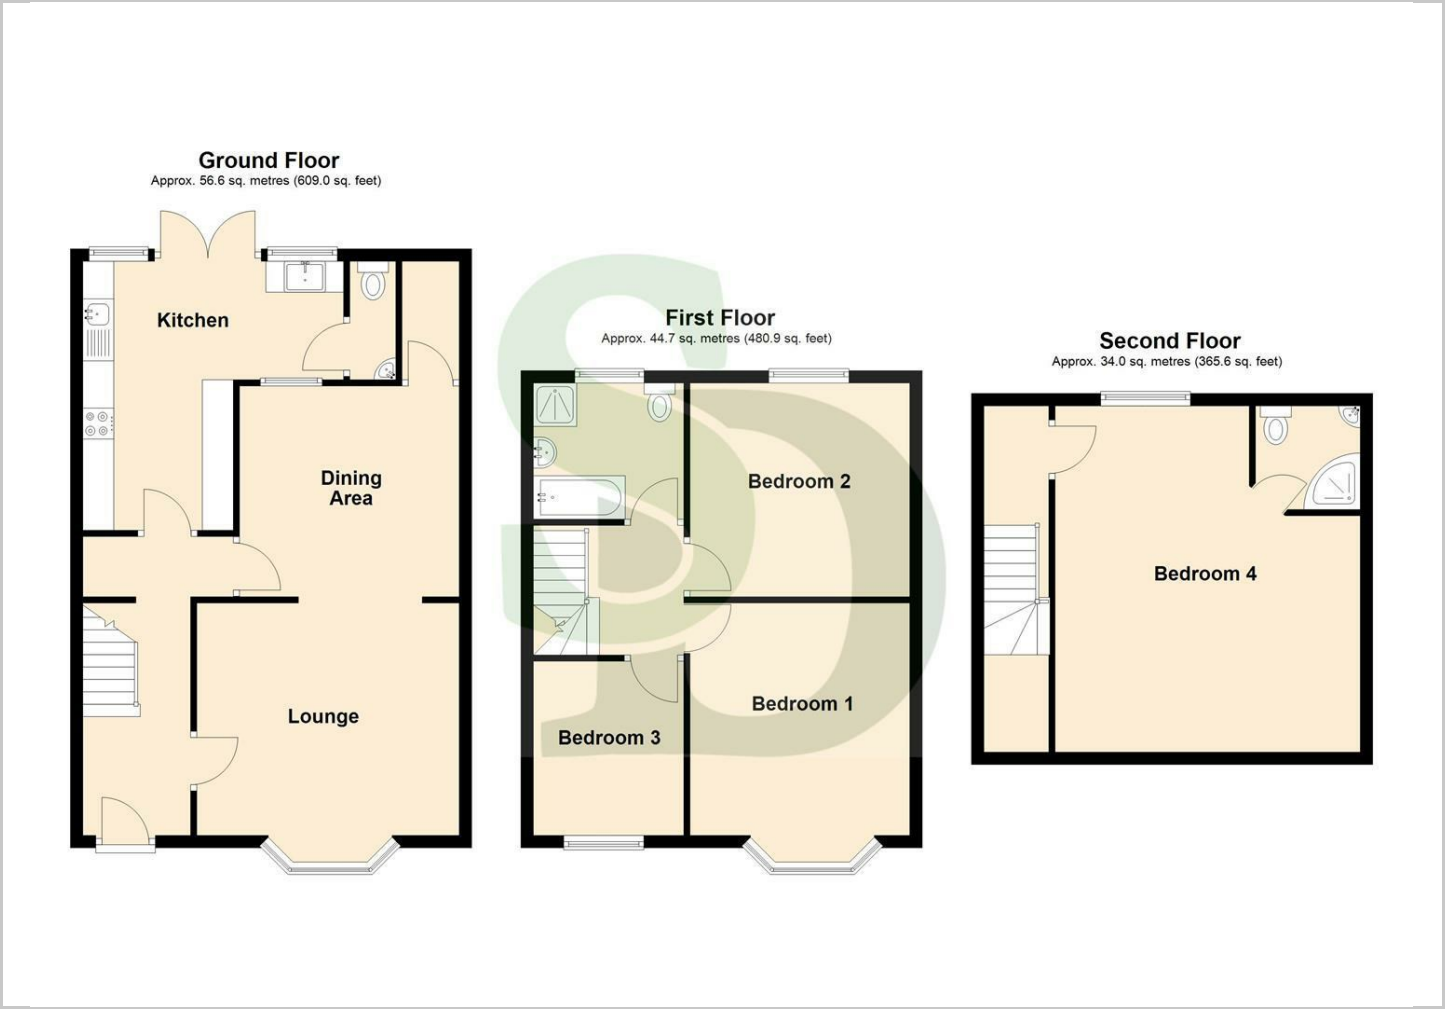 Ground Floor
Approx. 56.6 sq. metres (609.0 sq. feet)
Kitchen
Dining
Area
Lounge
First Floor
Approx. 44.7 sq. metres (480.9 sq. feet)
Bedroom 2
Bedroom 1
Bedroom 3
Second Floor
Approx. 34.0 sq. metres (365.6 sq. feet)
Bedroom 4
SD